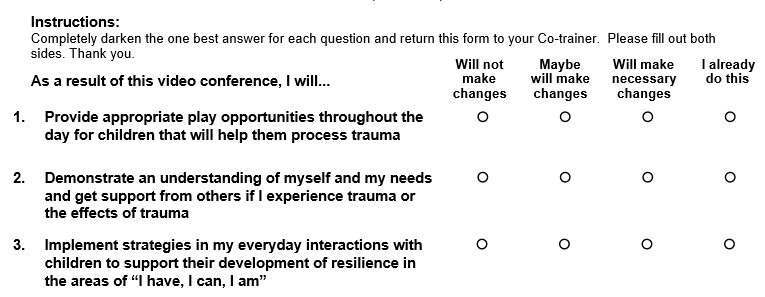 Instructions:
Completely darken the one best answer for each question and return this form to your Co-trainer.  Please fill out both
sides. Thank you.
As a result of this video conference, I will...
Will not make changes
Maybe will make changes
Will make necessary changes
I already do this
1. Provide appropriate play opportunities throughout the
day for children that will help them process trauma
2. Demonstrate an understanding of myself and my needs
and get support from others if I experience trauma or
the effects of trauma
3. Implement strategies in my everyday interactions with
children to support their development of resilience in
the areas of “I have, I can, I am”